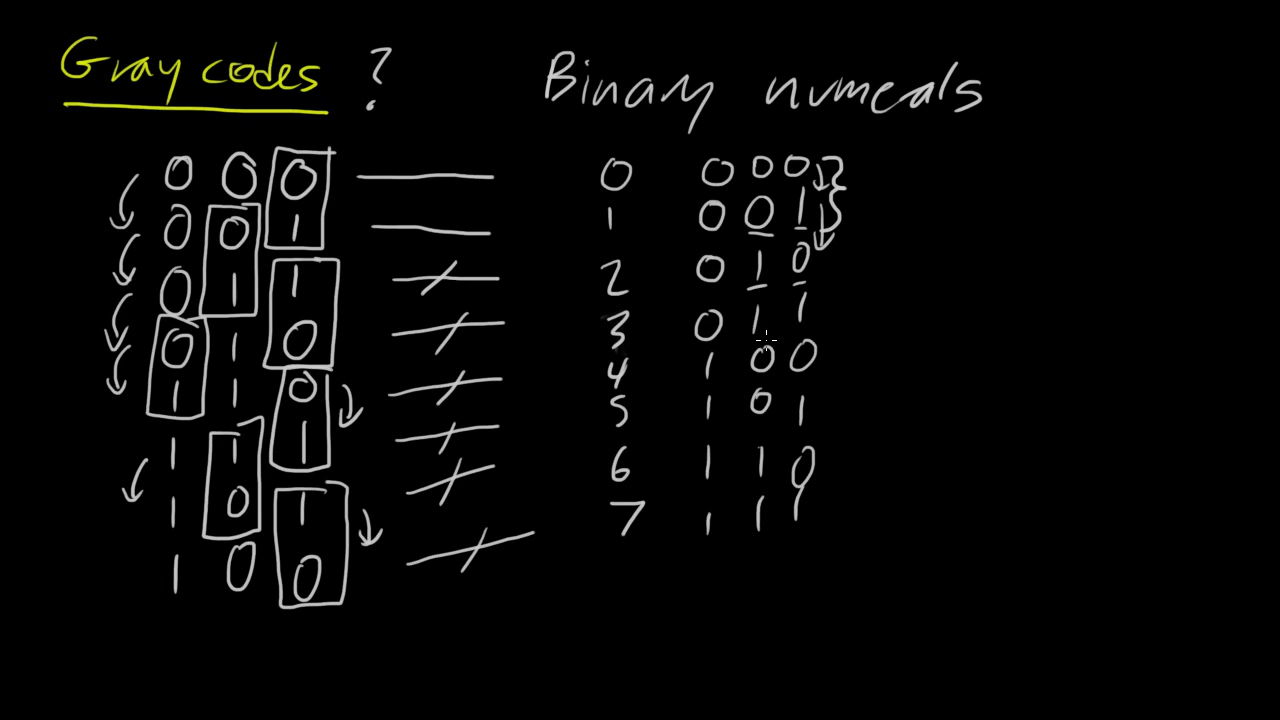 Gray codes ? Binary numerals
0 0 0 0 0 0 0
0 0 1 1 0 0 1
0 1 1 2 0 1 0
0 1 0 3 0 1 1
1 1 0 4 1 0 0
1 1 1 5 1 0 1
1 0 1 6 1 1 0
1 0 0 7 1 1 1